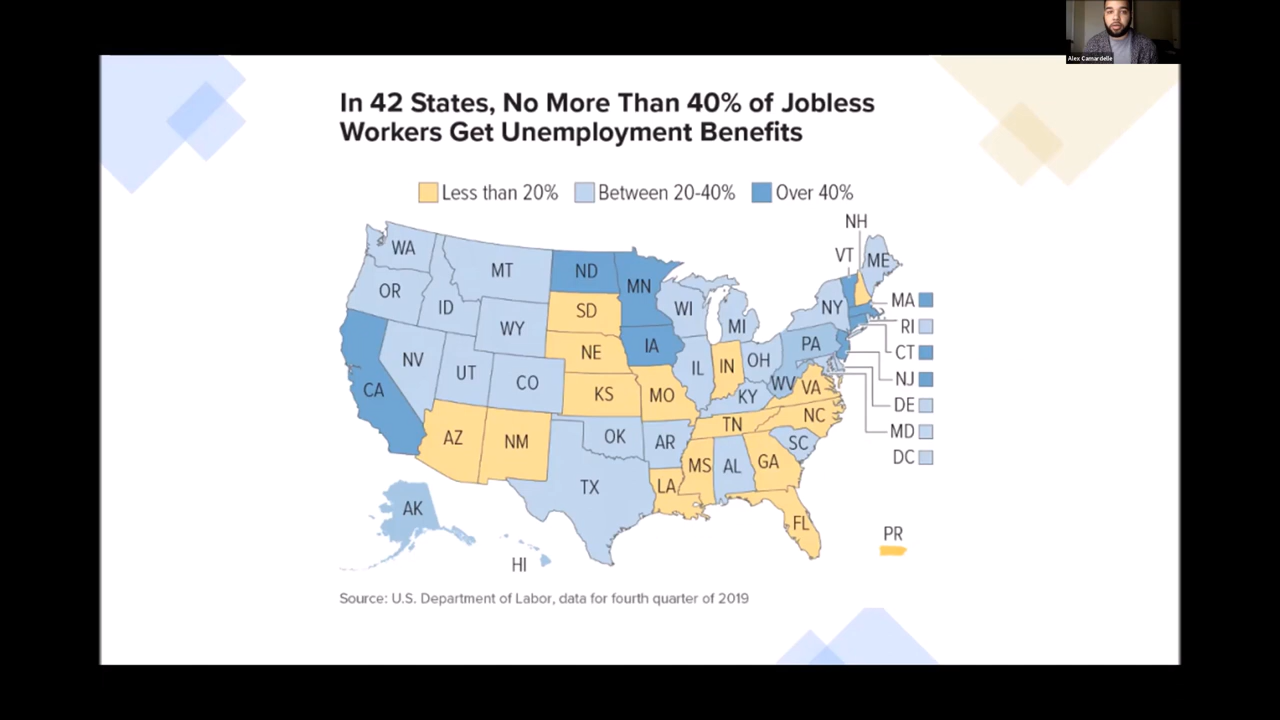 Alex Camardelle
In 42 States, No More Than 40% of Jobless
Workers Get Unemployment Benefits
Less than 20% Between 20-40% Over 40%
NH
VT
ME
WA
MT
ND
MN
OR
ID
SD
WI
NY
MA
WY
MI
RI
NV
NE
IA
PA
CT
UT
CO
IL
IN
OH
NJ
CA
KS
MO
KY
WV
VA
DE
AZ
NM
OK
AR
TN
NC
MD
SC
DC
TX
LA
MS
AL
GA
AK
FL
PR
HI
Source: U.S. Department of Labor, data for fourth quarter of 2019